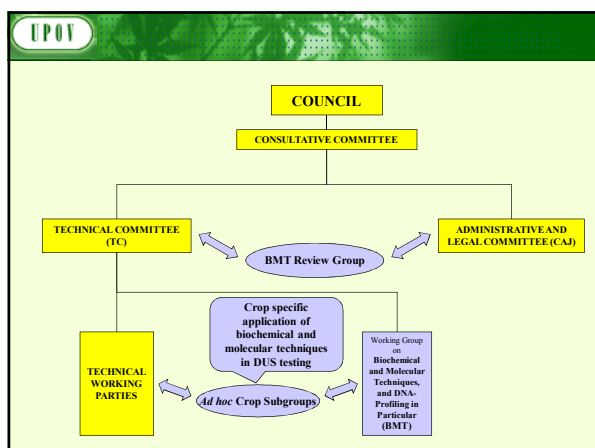 UPOV
COUNCIL
CONSULTATIVE COMMITTEE
TECHNICAL COMMITTEE
(TC)
ADMINISTRATIVE AND
LEGAL COMMITTEE (CAJ)
BMT Review Group
Crop specific
application of
biochemical and
molecular techniques
in DUS testing
TECHNICAL
WORKING
PARTIES
Ad hoc Crop Subgroups
Working Group
on
Biochemical
and Molecular
Techniques,
and DNA-
Profiling in
Particular
(BMT)